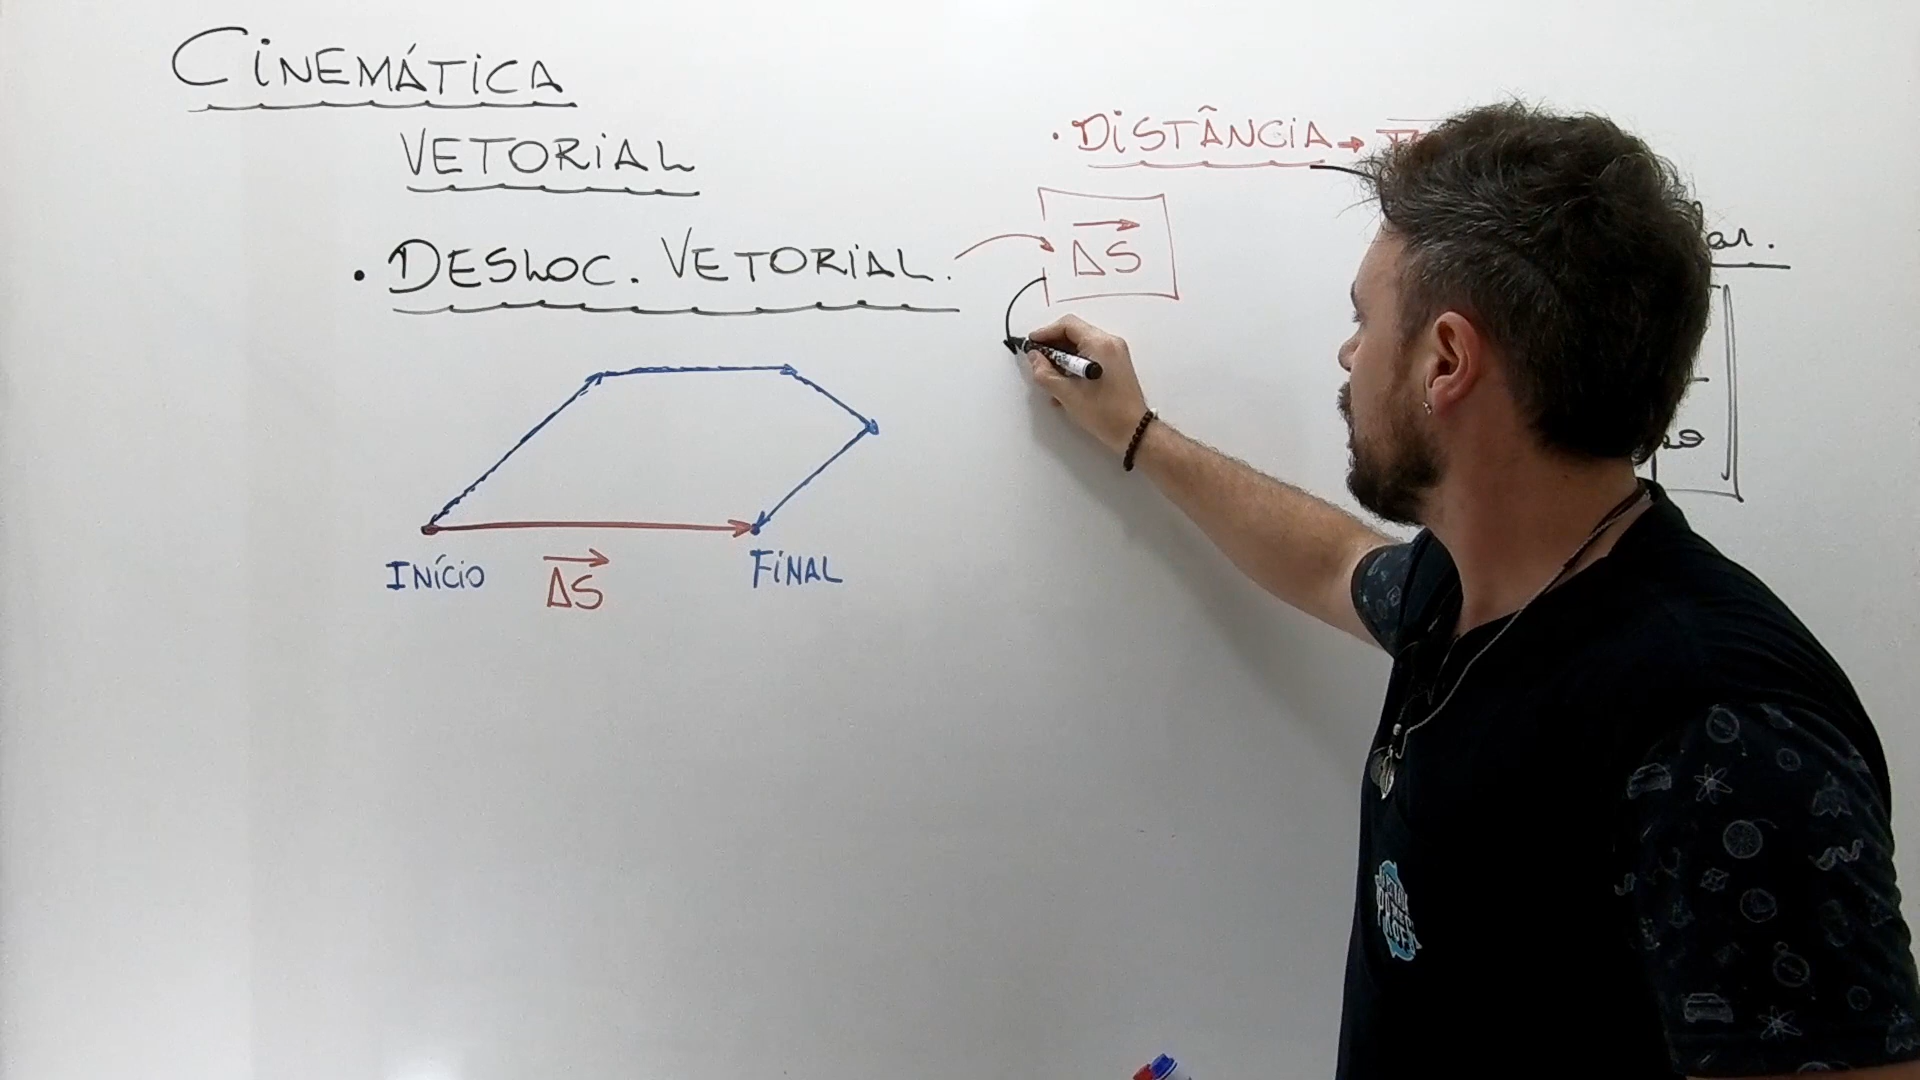 CINEMÁTICA
VETORIAL
• DESLOC. VETORIAL.
ΔS
• DISTÂNCIA →
INÍCIO
ΔS
FINAL